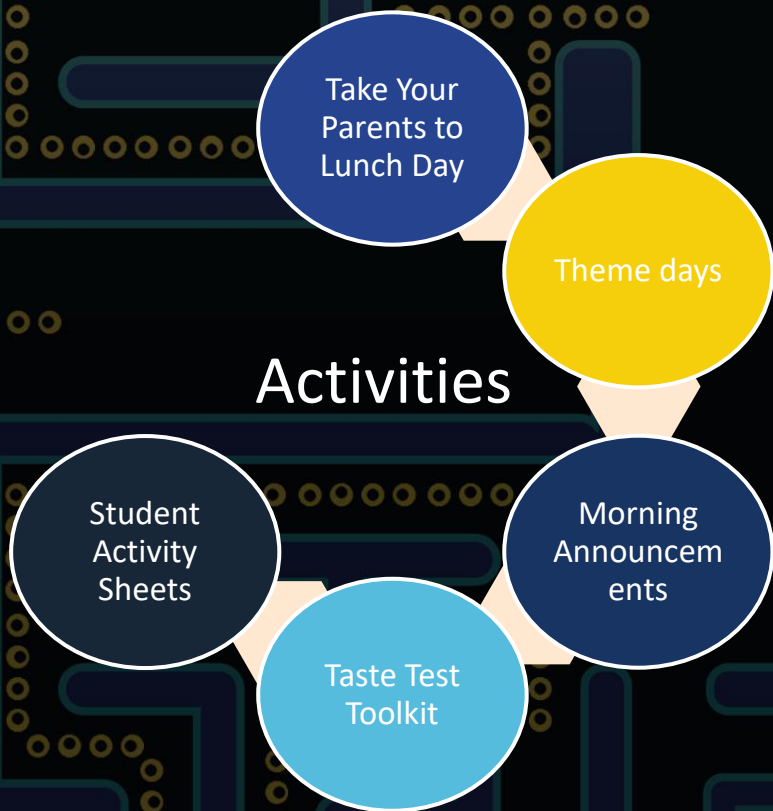 Take Your
Parents to
Lunch Day
Theme days
Activities
Morning
Announcem
ents
Taste Test
Toolkit
Student
Activity
Sheets